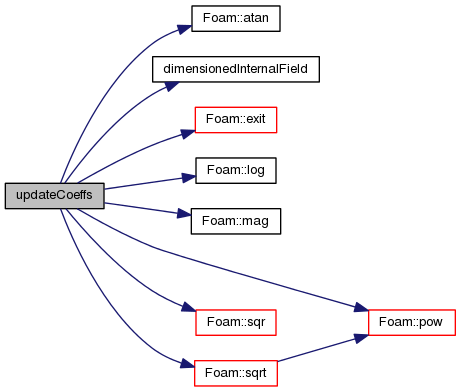 Foam::atan
dimensionedInternalField
Foam::exit
Foam::log
updateCoeffs
Foam::mag
Foam::sqr
Foam::pow
Foam::sqrt